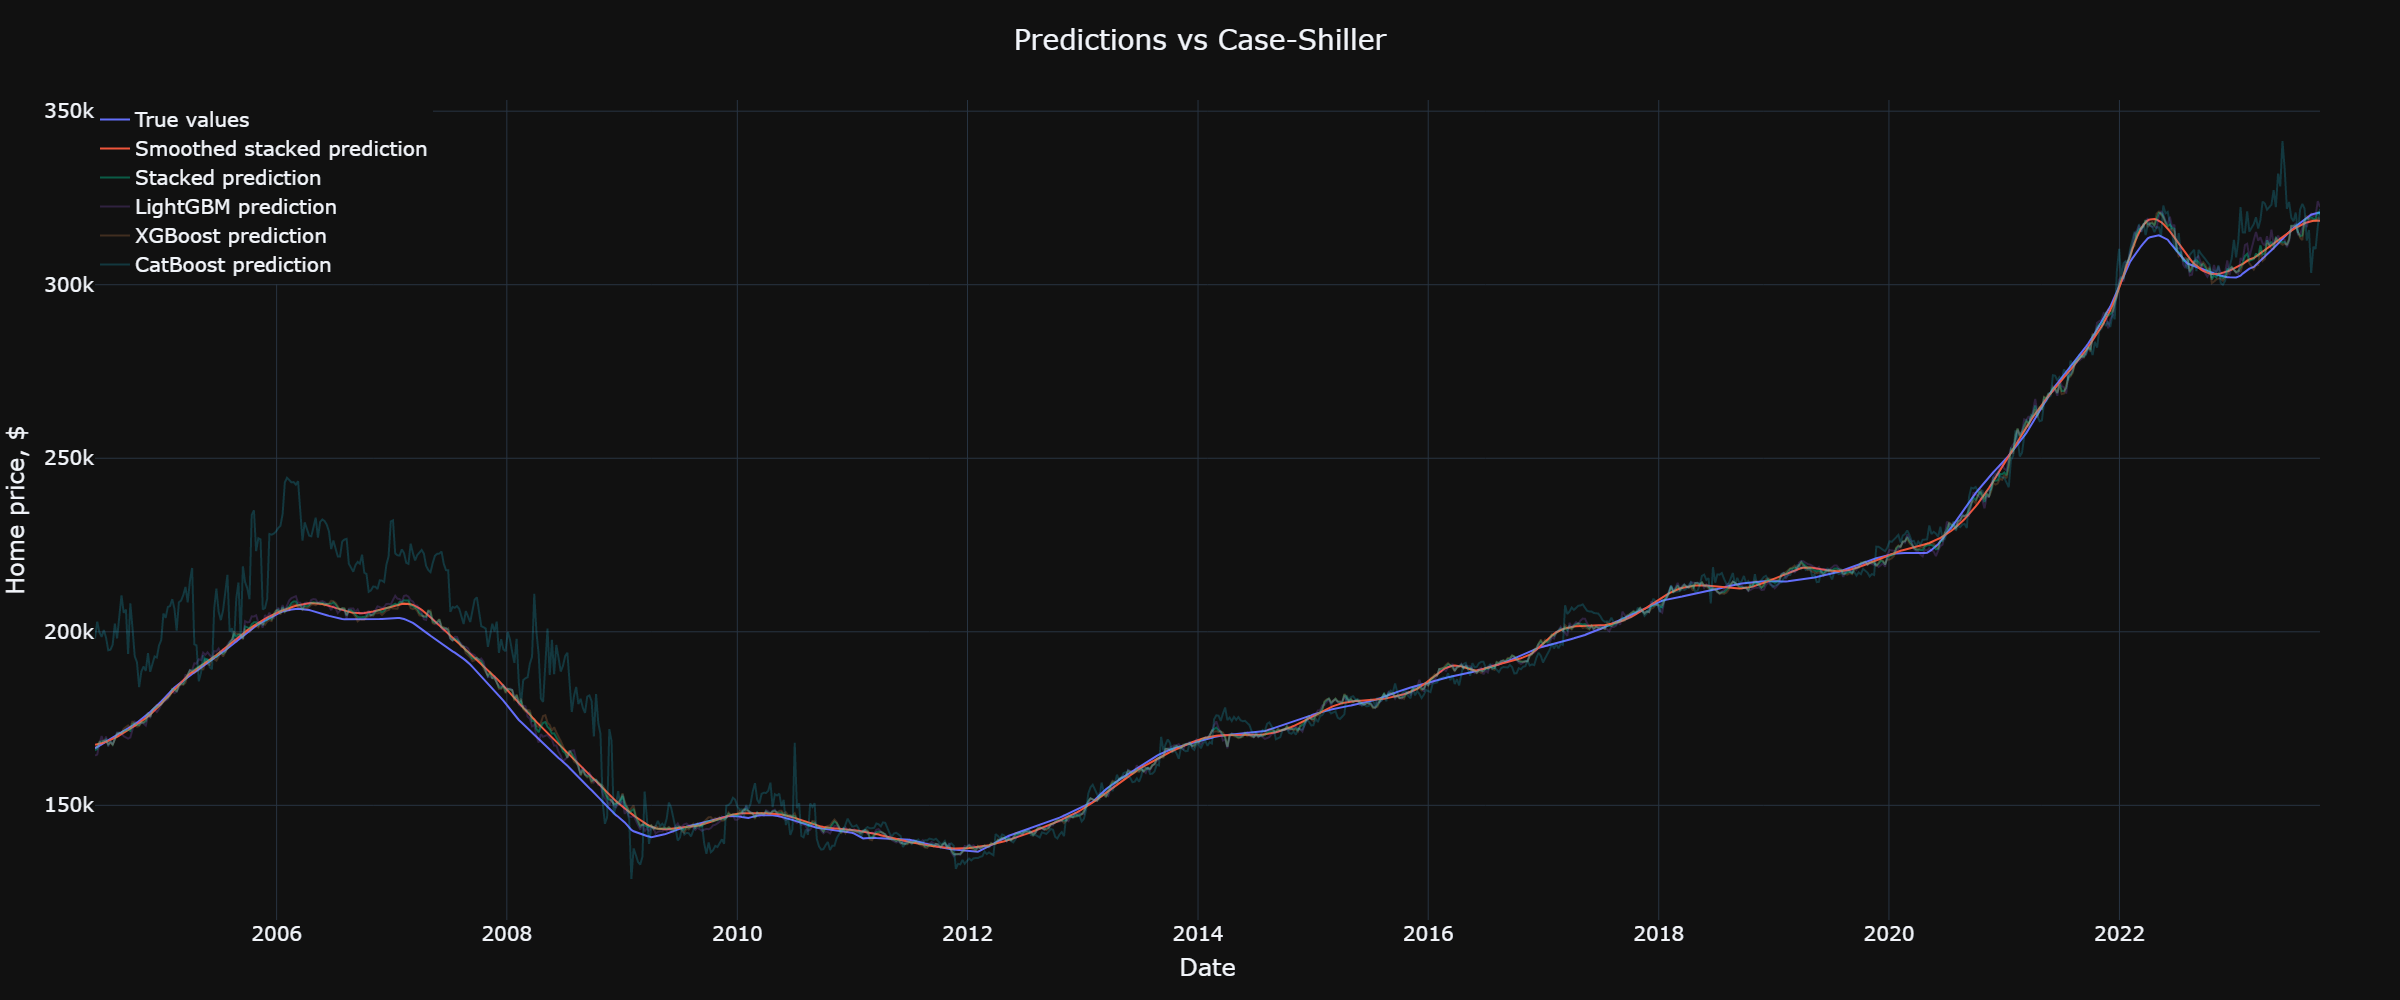 Predictions vs Case-Shiller
350k
True values
Smoothed stacked prediction
Stacked prediction
LightGBM prediction
XGBoost prediction
CatBoost prediction
300k
250k
Home price, $
200k
150k
2006 2008 2010 2012 2014 2016 2018 2020 2022
Date